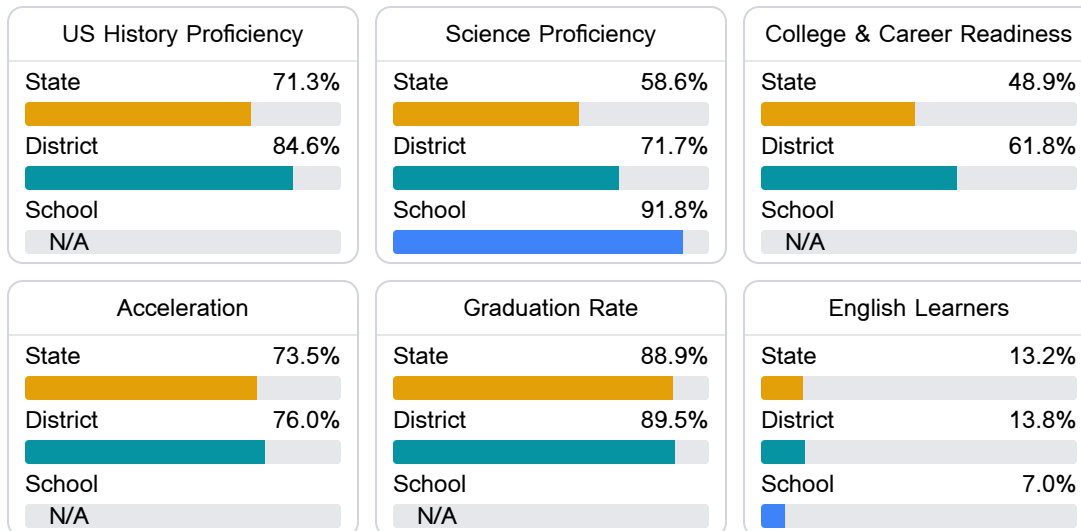 US History Proficiency
State 71.3%
District 84.6%
School
N/A
Science Proficiency
State 58.6%
District 71.7%
School 91.8%
College & Career Readiness
State 48.9%
District 61.8%
School
N/A
Acceleration
State 73.5%
District 76.0%
School
N/A
Graduation Rate
State 88.9%
District 89.5%
School
N/A
English Learners
State 13.2%
District 13.8%
School 7.0%